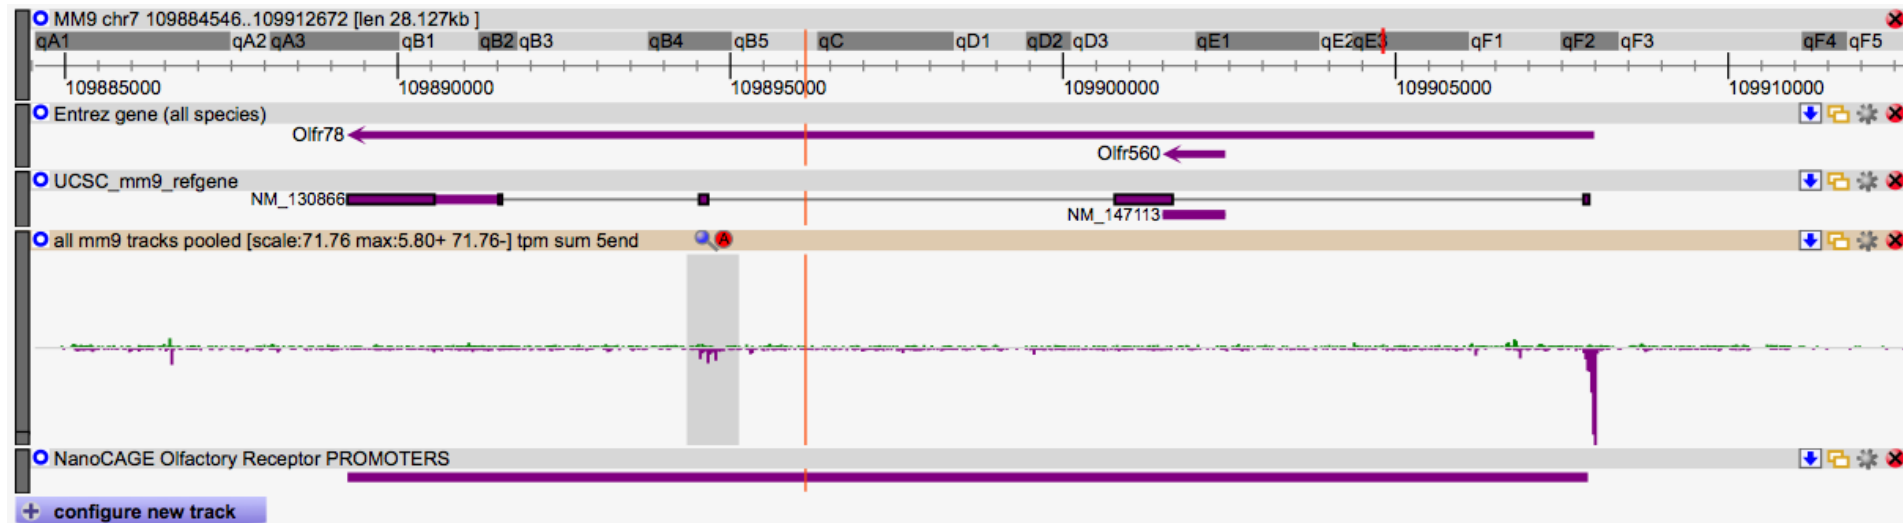 MM9 chr7 109884546..109912672 [len 28.127kb ]
qA1 qA2 qA3 qB1 qB2 qB3 qB4 qB5 qC qD1 qD2 qD3 qE1 qE2 qE3 qF1 qF2 qF3 qF4 qF5
109885000 109890000 109895000 109900000 109905000 109910000
Entrez gene (all species)
Olfr78
Olfr560
UCSC_mm9_refgene
NM_130866
NM_147113
all mm9 tracks pooled [scale:71.76 max:5.80+ 71.76-] tpm sum 5end
A
NanoCAGE Olfactory Receptor PROMOTERS
configure new track